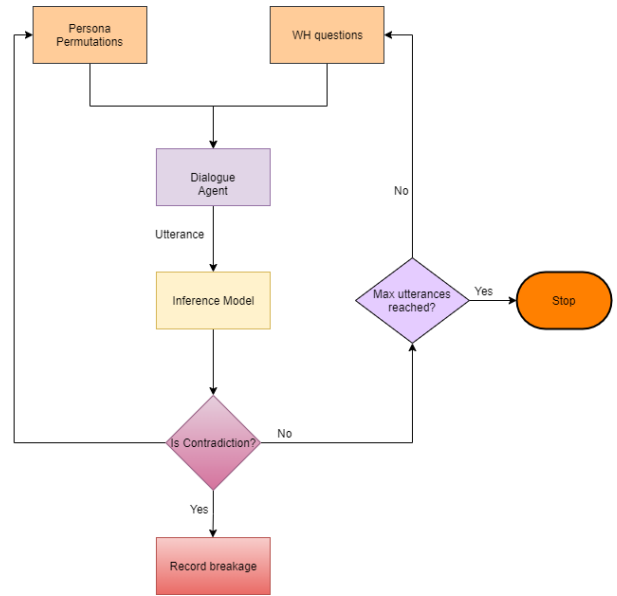 Persona
Permutations
WH questions
Dialogue
Agent
No
Utterance
Inference Model
Max utterances
reached?
Yes
Stop
Is Contradiction?
No
Yes
Record breakage